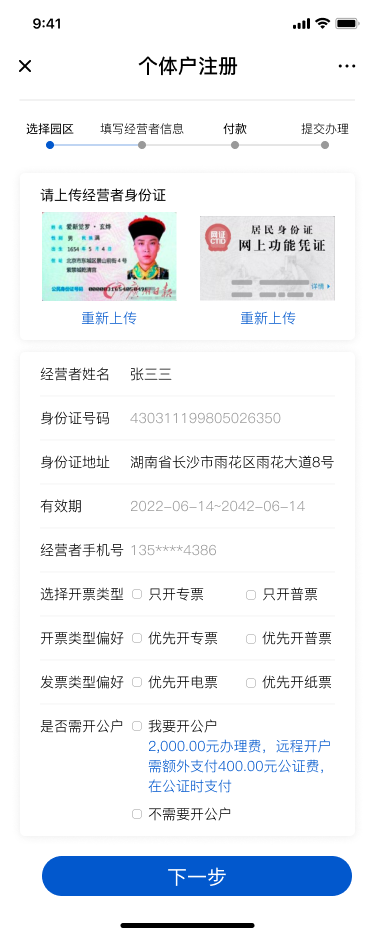 9:41
个体户注册
选择园区 填写经营者信息 付款 提交办理
请上传经营者身份证
姓名 爱新觉罗·玄烨
性别 男 民族 满
出生 1654 年 5 月 4 日
住址 北京市东城区景山前街4号
紫禁城乾清宫
公民身份证号码
广州日报
网证
CTID
居民身份证
网上功能凭证
详情
重新上传 重新上传
经营者姓名 张三三
身份证号码 430311199805026350
身份证地址 湖南省长沙市雨花区雨花大道8号
有效期 2022-06-14~2042-06-14
经营者手机号 135****4386
选择开票类型 只开专票 只开普票
开票类型偏好 优先开专票 优先开普票
发票类型偏好 优先开电票 优先开纸票
是否需开公户 我要开公户
2,000.00元办理费，远程开户
需额外支付400.00元公证费，
在公证时支付
不需要开公户
下一步